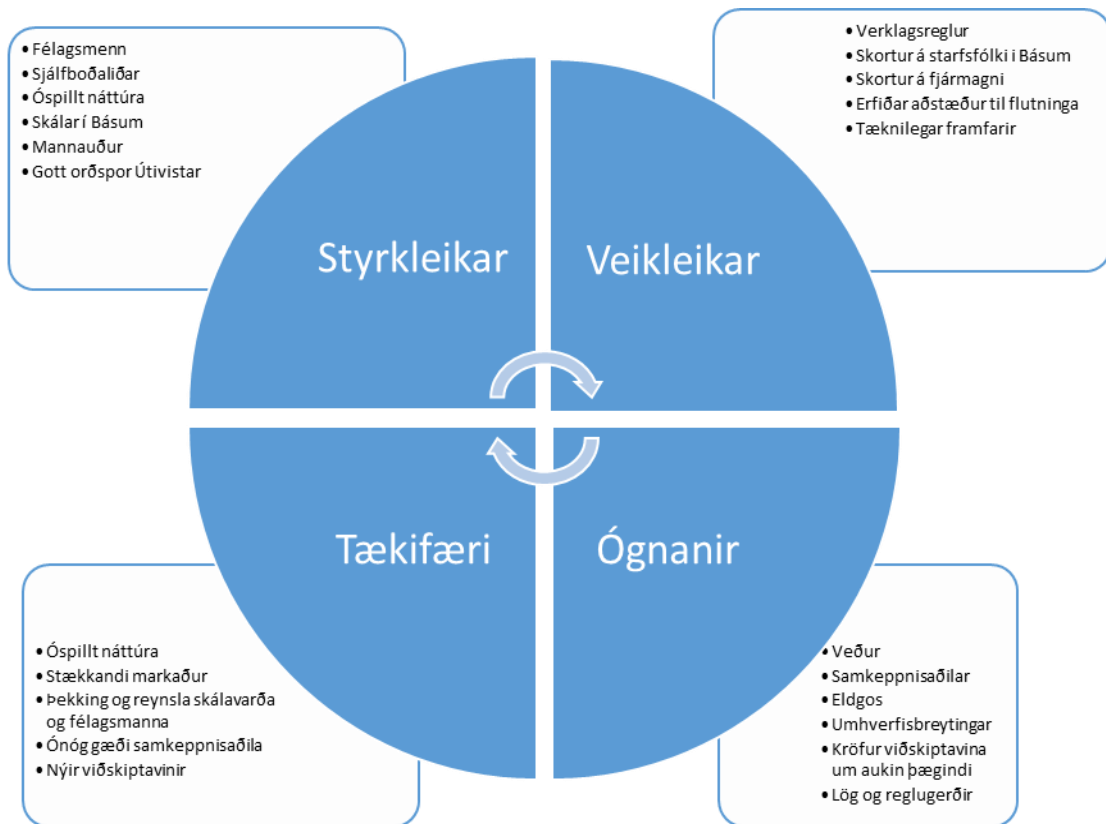 • Félagsmenn
• Sjálfboðaliðar
• Óspillt náttúra
• Skálar í Básum
• Mannauður
• Gott orðspor Útivistar
• Verklagsreglur
• Skortur á starfsfólki i Básum
• Skortur á fjármagni
• Erfiðar aðstæður til flutninga
• Tæknilegar framfarir
Styrkleikar
Veikleikar
Tækifæri
Ógnanir
• Óspillt náttúra
• Stækkandi markaður
• Þekking og reynsla skálavarða
og félagsmanna
• Ónóg gæði samkeppnisaðila
• Nýir viðskiptavinir
• Veður
• Samkeppnisaðilar
• Eldgos
• Umhverfisbreytingar
• Kröfur viðskiptavina
um aukin þægindi
• Lög og reglugerðir